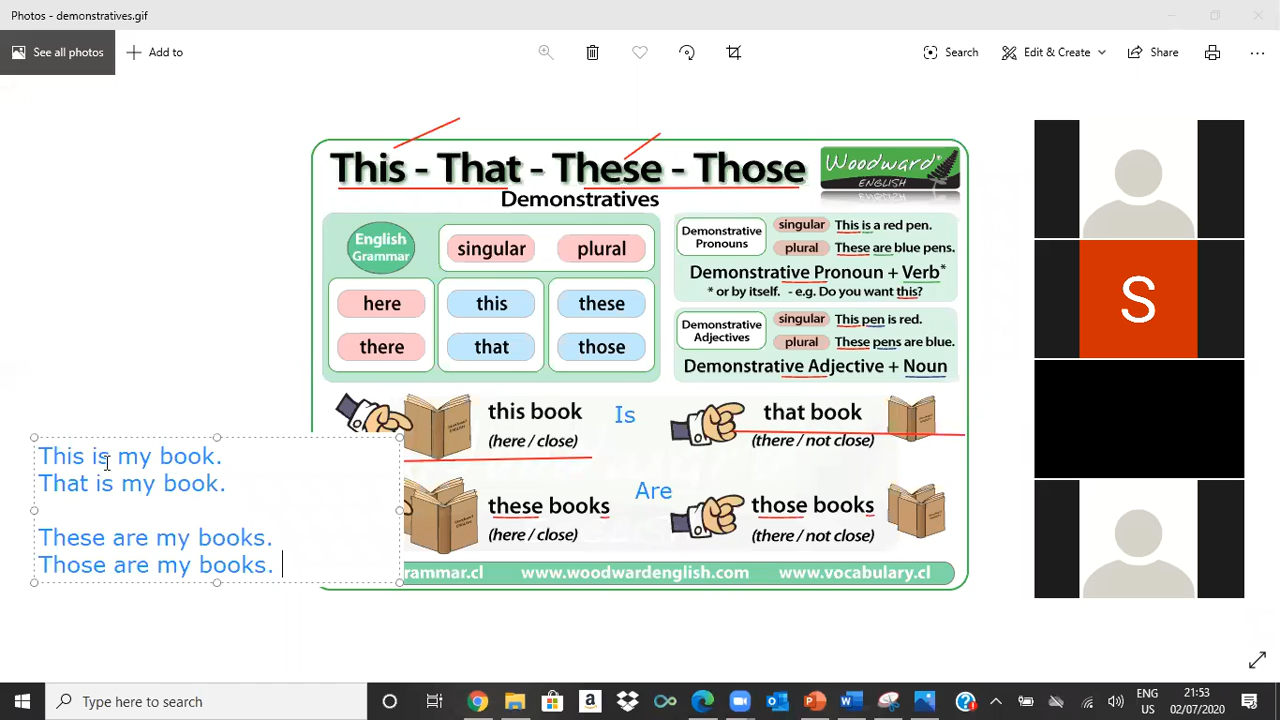 Photos - demonstratives.gif
See all photos
Add to
Search
Edit & Create
Share
This - That - These - Those
Demonstratives
Woodward®
ENGLISH
English
Grammar
singular
plural
here
this
these
there
that
those
Demonstrative
Pronouns
singular
This is a red pen.
plural
These are blue pens.
Demonstrative Pronoun + Verb*
* or by itself. - e.g. Do you want this?
Demonstrative
Adjectives
singular
This pen is red.
plural
These pens are blue.
Demonstrative Adjective + Noun
this book
(here / close)
Is
that book
(there / not close)
these books
(here / close)
Are
those books
(there / not close)
This is my book.
That is my book.
These are my books.
Those are my books.
rammar.cl
www.woodwardenglish.com
www.vocabulary.cl
S
Type here to search
ENG
US
21:53
02/07/2020